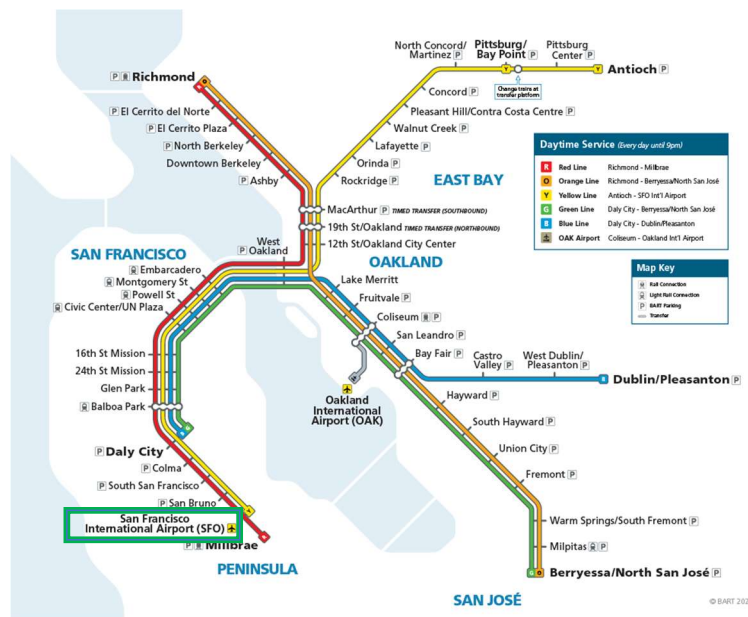 North Concord/
Martinez P
Pittsburg/
Bay Point P
Pittsburg
Center P
Antioch P
Change trains at
transfer platform
Richmond
P
El Cerrito del Norte
P El Cerrito Plaza
P North Berkeley
Downtown Berkeley
P Ashby
Concord P
Pleasant Hill/Contra Costa Centre P
Walnut Creek P
Lafayette P
Orinda P
Rockridge P
EAST BAY
MacArthur P TIMED TRANSFER (SOUTHBOUND)
19th St/Oakland TIMED TRANSFER (NORTHBOUND)
12th St/Oakland City Center
Daytime Service (Every day until 9pm)
R Red Line Richmond - Millbrae
O Orange Line Richmond - Berryessa/North San José
Y Yellow Line Antioch - SFO Int'l Airport
G Green Line Daly City - Berryessa/North San José
B Blue Line Daly City - Dublin/Pleasanton
OAK Airport Coliseum - Oakland Int'l Airport
Map Key
Rail Connection
Light Rail Connection
P BART Parking
Transfer
SAN FRANCISCO
West
P Oakland
OAKLAND
Embarcadero
Montgomery St
Powell St
Civic Center/UN Plaza
Lake Merritt
Fruitvale P
Coliseum P
San Leandro P
Bay Fair P
Castro
Valley P
West Dublin/
Pleasanton P
Dublin/Pleasanton P
16th St Mission
24th St Mission
Glen Park
Balboa Park
Oakland
International
Airport (OAK)
Hayward P
South Hayward P
Union City P
Fremont P
P Daly City
P Colma
P South San Francisco
P San Bruno
San Francisco
International Airport (SFO)
P Millbrae
PENINSULA
Warm Springs/South Fremont P
Milpitas P
Berryessa/North San José P
SAN JOSÉ
© BART